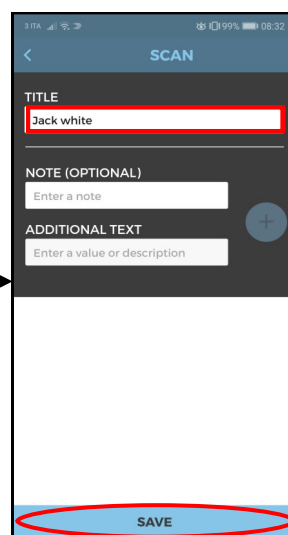 3 ITA 99% 08:32
SCAN
TITLE
Jack white
NOTE (OPTIONAL)
Enter a note
ADDITIONAL TEXT
Enter a value or description
SAVE